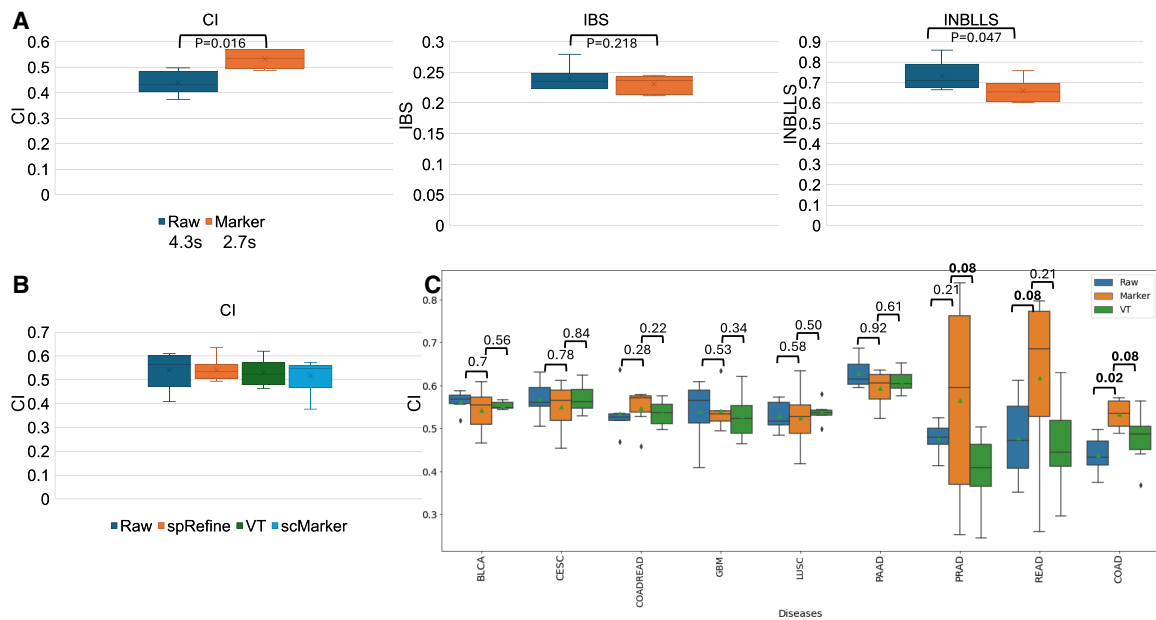 A
CI
P=0.016
0.6
0.5
0.4
0.3
0.2
0.1
0
CI
Raw Marker
4.3s 2.7s
IBS
P=0.218
0.3
0.25
0.2
0.15
0.1
0.05
0
IBS
INBLLS
P=0.047
0.9
0.8
0.7
0.6
0.5
0.4
0.3
0.2
0.1
0
INBLLS
B
CI
0.7
0.6
0.5
0.4
0.3
0.2
0.1
0
CI
Raw spRefine VT scMarker
C
CI
0.8
0.7
0.6
0.5
0.4
0.3
0.7
0.56
0.78
0.84
0.28
0.22
0.53
0.34
0.58
0.50
0.92
0.61
0.21
0.08
0.08
0.21
0.02
0.08
Raw
Marker
VT
BLCA
CESC
COADREAD
GBM
LUSC
PAAD
PRAD
READ
COAD
Diseases